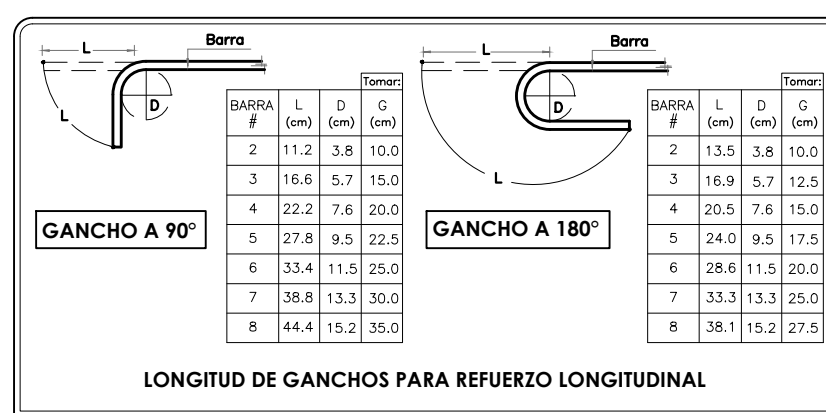 L
Barra
L
D
Tomar:
BARRA # L (cm) D (cm) G (cm)
2 11.2 3.8 10.0
3 16.6 5.7 15.0
4 22.2 7.6 20.0
5 27.8 9.5 22.5
6 33.4 11.5 25.0
7 38.8 13.3 30.0
8 44.4 15.2 35.0
GANCHO A 90°
L
Barra
D
L
Tomar:
BARRA # L (cm) D (cm) G (cm)
2 13.5 3.8 10.0
3 16.9 5.7 12.5
4 20.5 7.6 15.0
5 24.0 9.5 17.5
6 28.6 11.5 20.0
7 33.3 13.3 25.0
8 38.1 15.2 27.5
GANCHO A 180°
LONGITUD DE GANCHOS PARA REFUERZO LONGITUDINAL